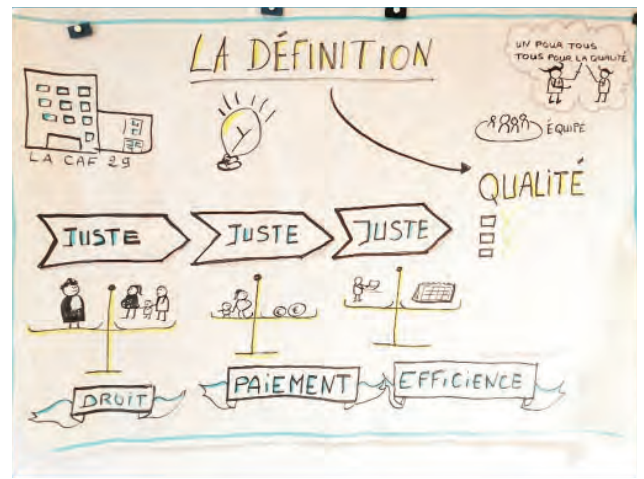 LA DÉFINITION
UN POUR TOUS
TOUS POUR LA QUALITÉ
LA CAF 29
ÉQUIPE
QUALITÉ
JUSTE
JUSTE
JUSTE
DROIT
PAIEMENT
EFFICIENCE